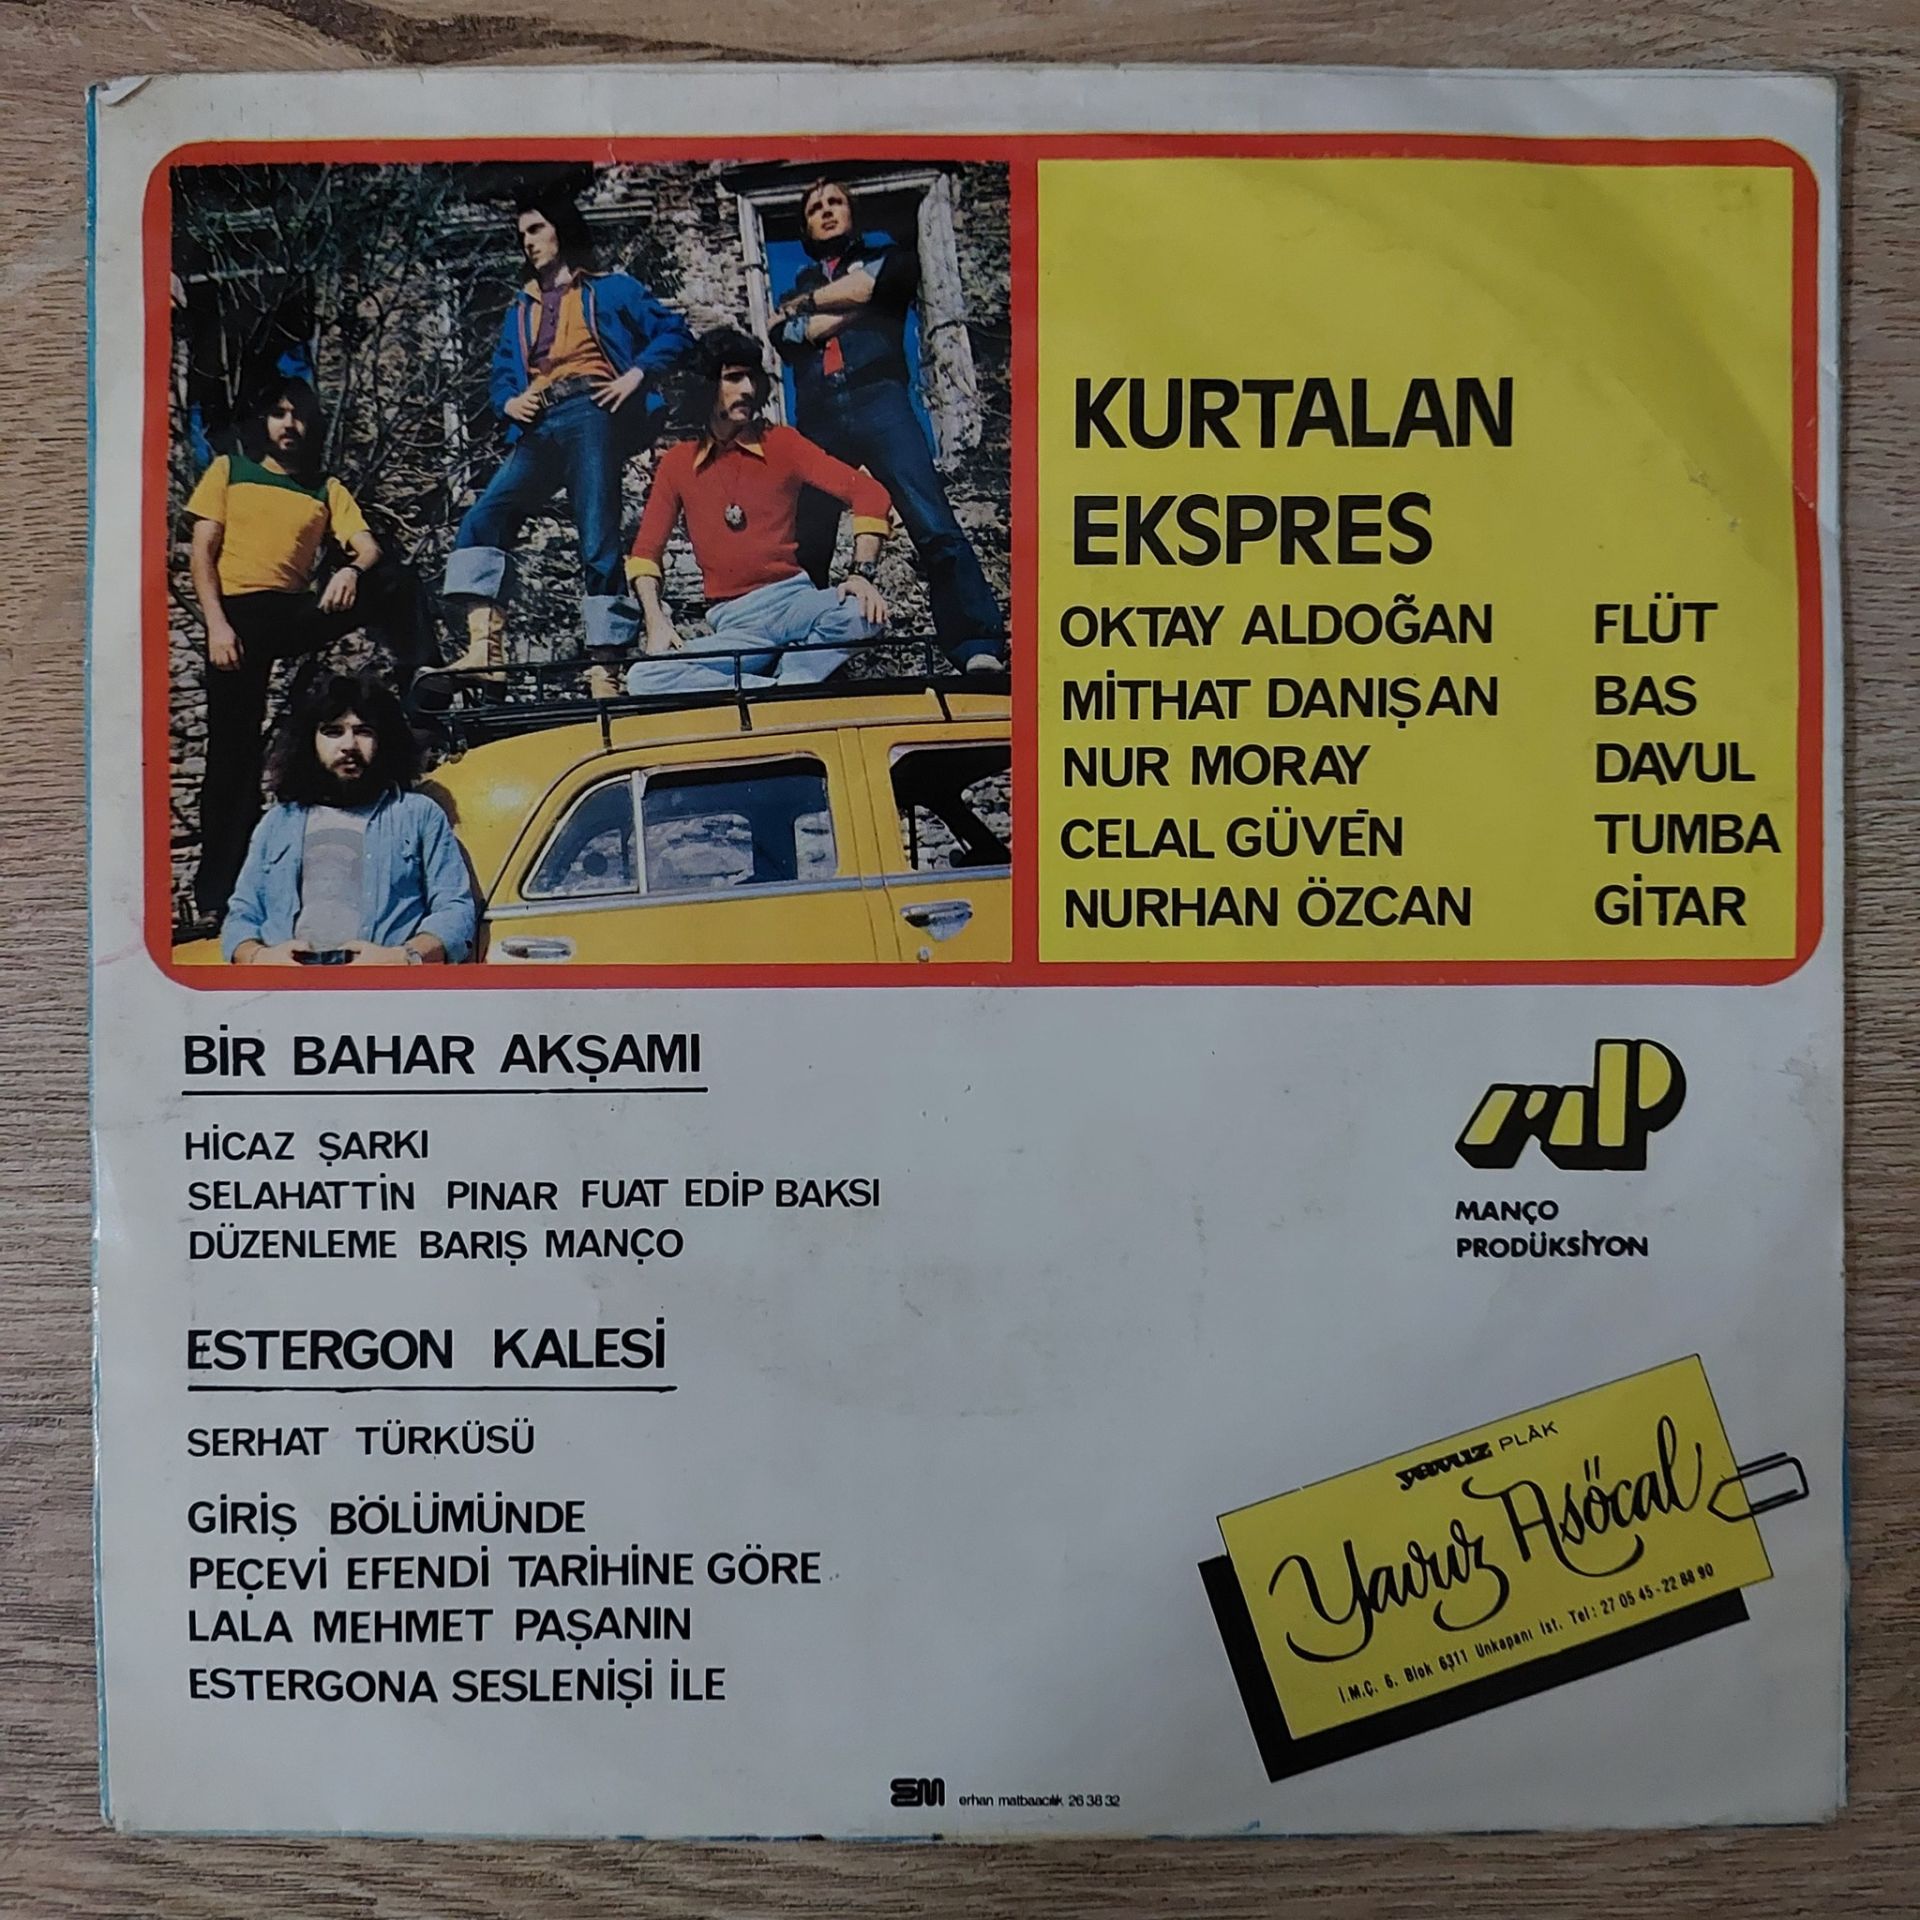 KURTALAN
EKSPRES
OKTAY ALDOĞAN FLÜT
MİTHAT DANIŞAN BAS
NUR MORAY DAVUL
CELAL GÜVEN TUMBA
NURHAN ÖZCAN GİTAR
BİR BAHAR AKŞAMI
HİCAZ ŞARKI
SELAHATTİN PINAR FUAT EDİP BAKSI
DÜZENLEME BARIŞ MANÇO
MP
MANÇO
PRODÜKSİYON
ESTERGON KALESİ
SERHAT TÜRKÜSÜ
GİRİŞ BÖLÜMÜNDE
PEÇEVİ EFENDİ TARİHİNE GÖRE
LALA MEHMET PAŞANIN
ESTERGONA SESLENİŞİ İLE
yavuz PLÂK
Yavuz Asöcal
İ.M.Ç. 6. Blok 6311 Unkapanı İst. Tel: 27 05 45 - 22 88 90
EM erhan matbaacılık 26 38 32